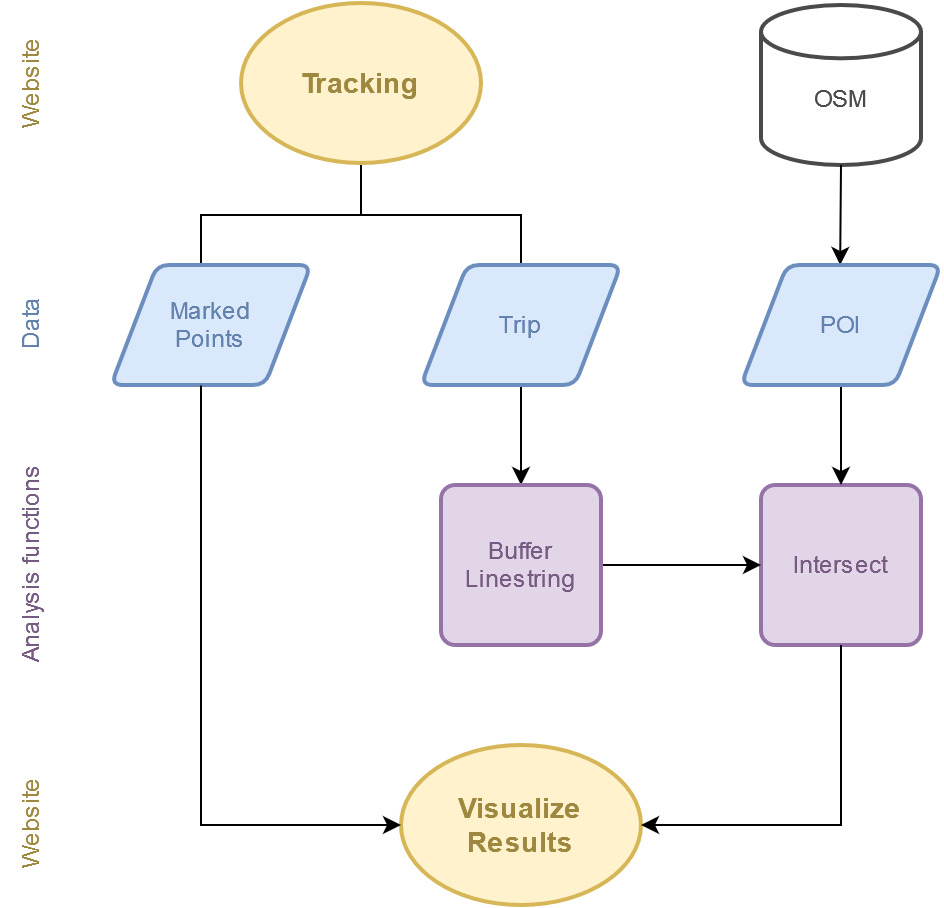 Website
Tracking
OSM
Data
Marked
Points
Trip
POI
Analysis functions
Buffer
Linestring
Intersect
Website
Visualize
Results